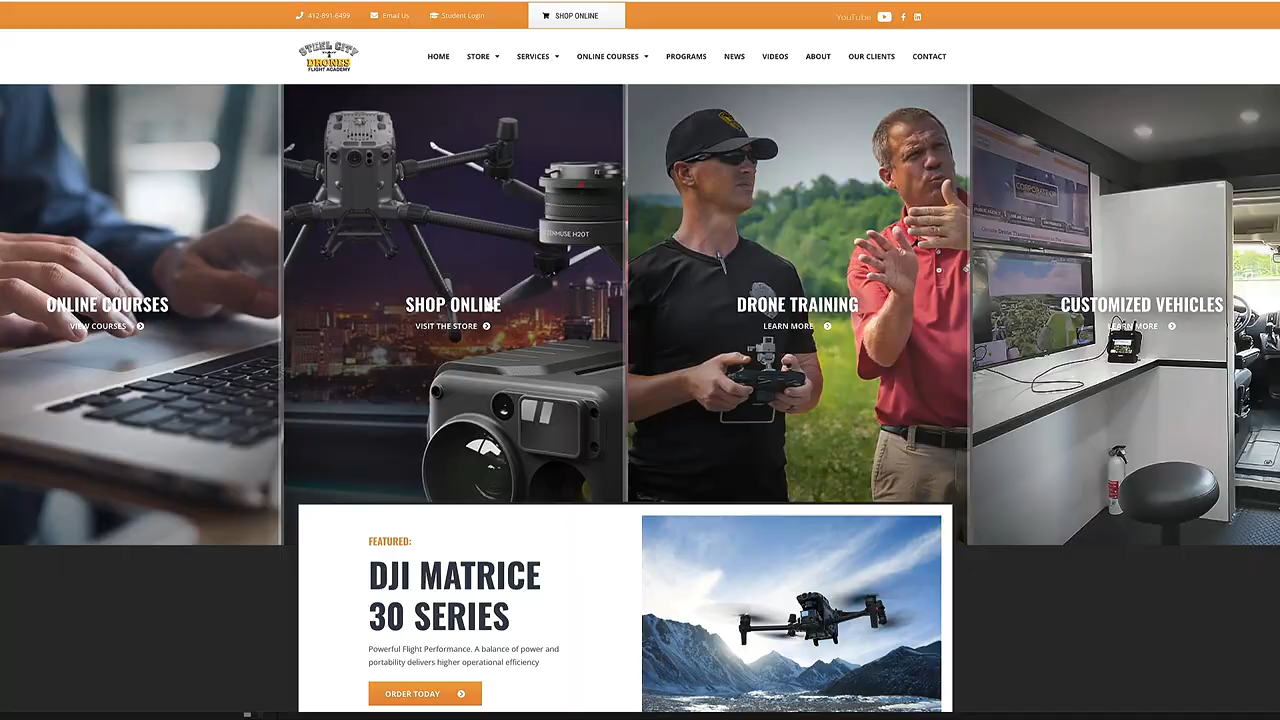 412-891-6499
Email Us
Student Login
SHOP ONLINE
YouTube
STEEL CITY
DRONES
FLIGHT ACADEMY
HOME
STORE
SERVICES
ONLINE COURSES
PROGRAMS
NEWS
VIDEOS
ABOUT
OUR CLIENTS
CONTACT
ONLINE COURSES
VIEW COURSES
SHOP ONLINE
VISIT THE STORE
DRONE TRAINING
LEARN MORE
CUSTOMIZED VEHICLES
LEARN MORE
FEATURED:
DJI MATRICE
30 SERIES
Powerful Flight Performance. A balance of power and
portability delivers higher operational efficiency
ORDER TODAY